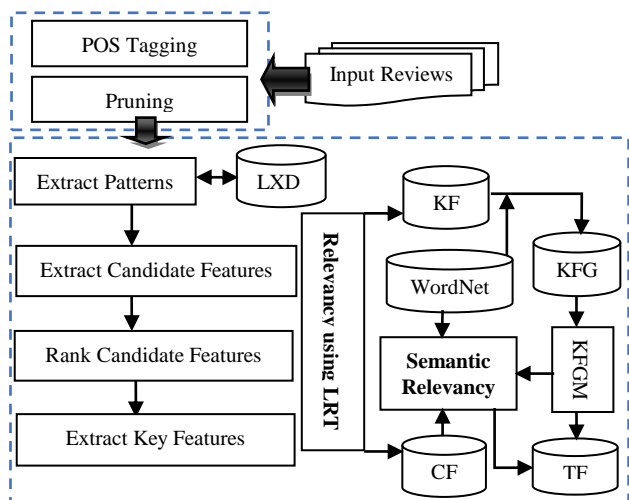 POS Tagging
Input Reviews
Pruning
Extract Patterns
LXD
KF
Extract Candidate Features
Relevancy using LRT
WordNet
KFG
Rank Candidate Features
Semantic
Relevancy
KFGM
Extract Key Features
CF
TF